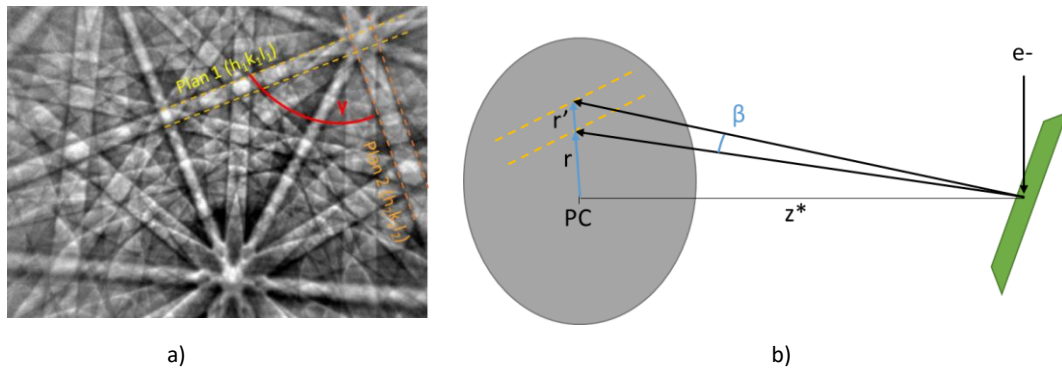 Plan 1 (h₁k₁l₁)
γ
Plan 2 (h₂k₂l₂)
a)
e-
β
r'
r
PC
z*
b)